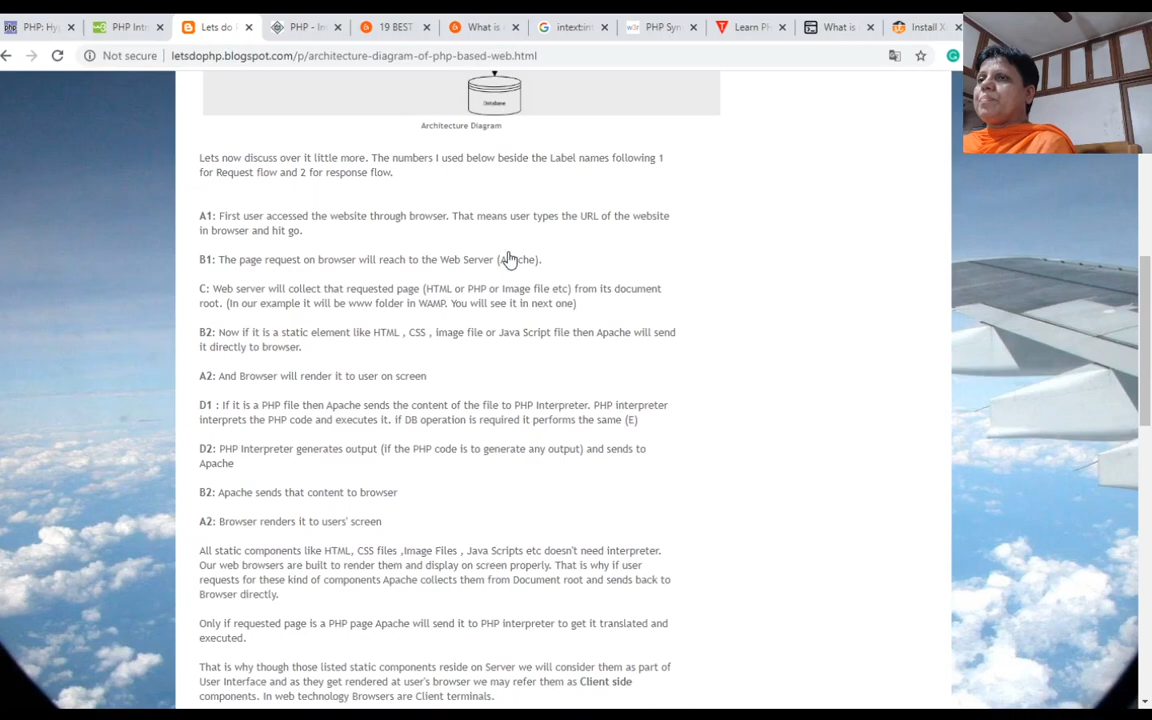 PHP: Hy
PHP Int
Lets do
PHP - In
19 BEST
What is
intext:in
PHP Syn
Learn P
What is
Install X
Not secure
letsdophp.blogspot.com/p/architecture-diagram-of-php-based-web.html
Database
Architecture Diagram
Lets now discuss over it little more. The numbers I used below beside the Label names following 1
for Request flow and 2 for response flow.
A1: First user accessed the website through browser. That means user types the URL of the website
in browser and hit go.
B1: The page request on browser will reach to the Web Server (Apache).
C: Web server will collect that requested page (HTML or PHP or Image file etc) from its document
root. (In our example it will be www folder in WAMP. You will see it in next one)
B2: Now if it is a static element like HTML , CSS , image file or Java Script file then Apache will send
it directly to browser.
A2: And Browser will render it to user on screen
D1 : If it is a PHP file then Apache sends the content of the file to PHP Interpreter. PHP interpreter
interprets the PHP code and executes it. if DB operation is required it performs the same (E)
D2: PHP Interpreter generates output (if the PHP code is to generate any output) and sends to
Apache
B2: Apache sends that content to browser
A2: Browser renders it to users' screen
All static components like HTML, CSS files ,Image Files , Java Scripts etc doesn't need interpreter.
Our web browsers are built to render them and display on screen properly. That is why if user
requests for these kind of components Apache collects them from Document root and sends back to
Browser directly.
Only if requested page is a PHP page Apache will send it to PHP interpreter to get it translated and
executed.
That is why though those listed static components reside on Server we will consider them as part of
User Interface and as they get rendered at user's browser we may refer them as Client side
components. In web technology Browsers are Client terminals.